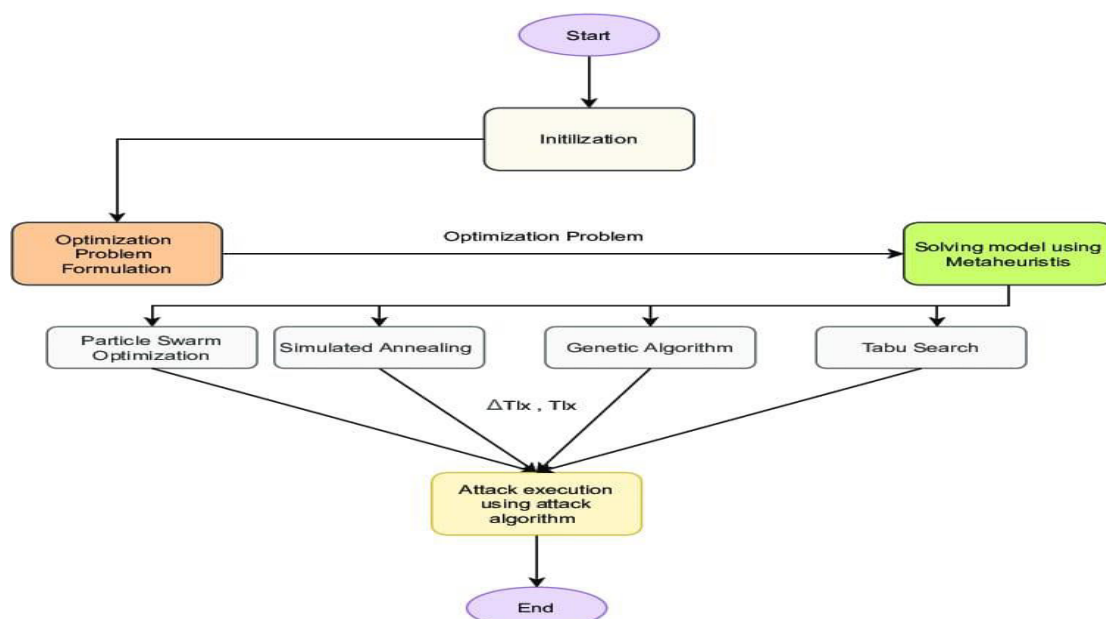 Start
Initilization
Optimization
Problem
Formulation
Optimization Problem
Solving model using
Metaheuristis
Particle Swarm
Optimization
Simulated Annealing
Genetic Algorithm
Tabu Search
ΔTlx , Tlx
Attack execution
using attack
algorithm
End